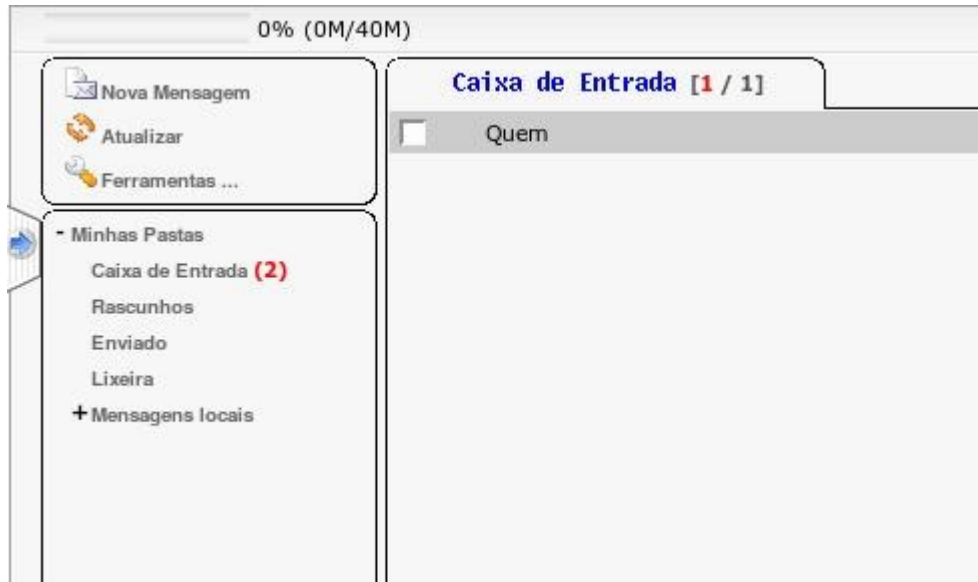 0% (0M/40M)
Nova Mensagem
Atualizar
Ferramentas ...
- Minhas Pastas
Caixa de Entrada (2)
Rascunhos
Enviado
Lixeira
+ Mensagens locais
Caixa de Entrada [1 / 1]
Quem